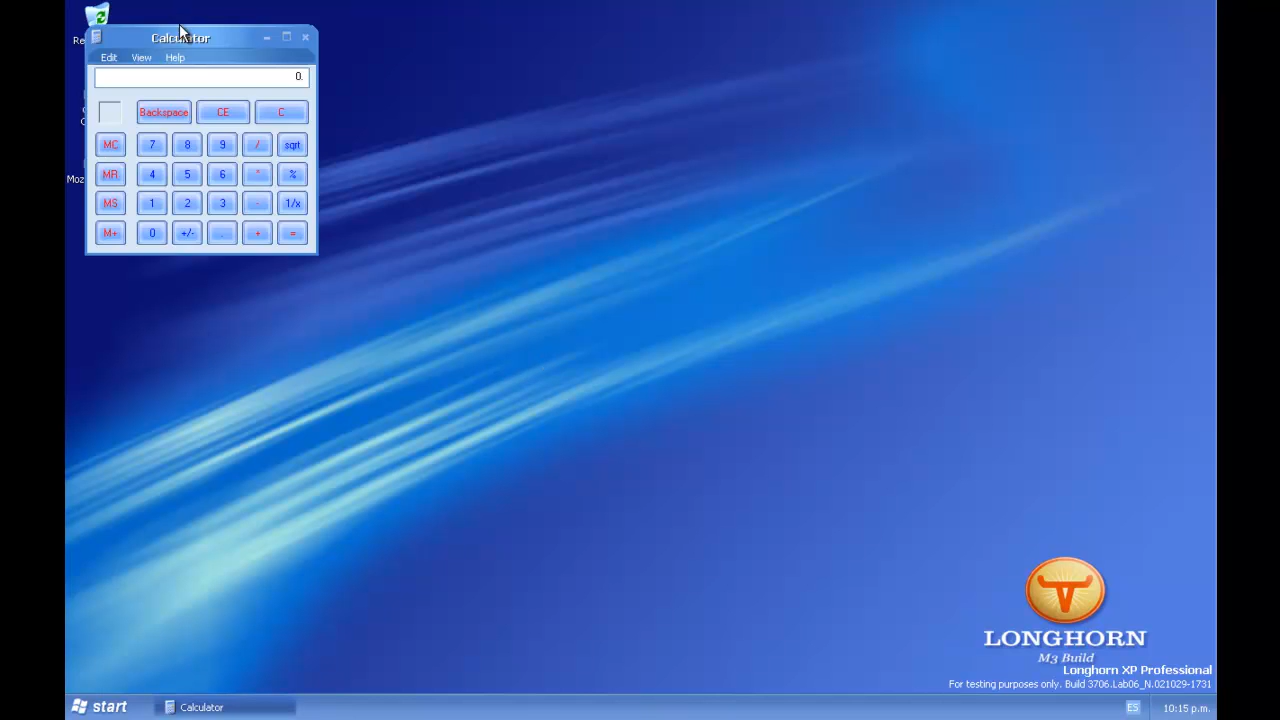 Re
Calculator
Edit View Help
0.
Backspace CE C
MC 7 8 9 / sqrt
MR 4 5 6 * %
MS 1 2 3 - 1/x
M+ 0 +/- . + =
Moz
LONGHORN
M3 Build
Longhorn XP Professional
For testing purposes only. Build 3706.Lab06_N.021029-1731
start Calculator ES 10:15 p.m.